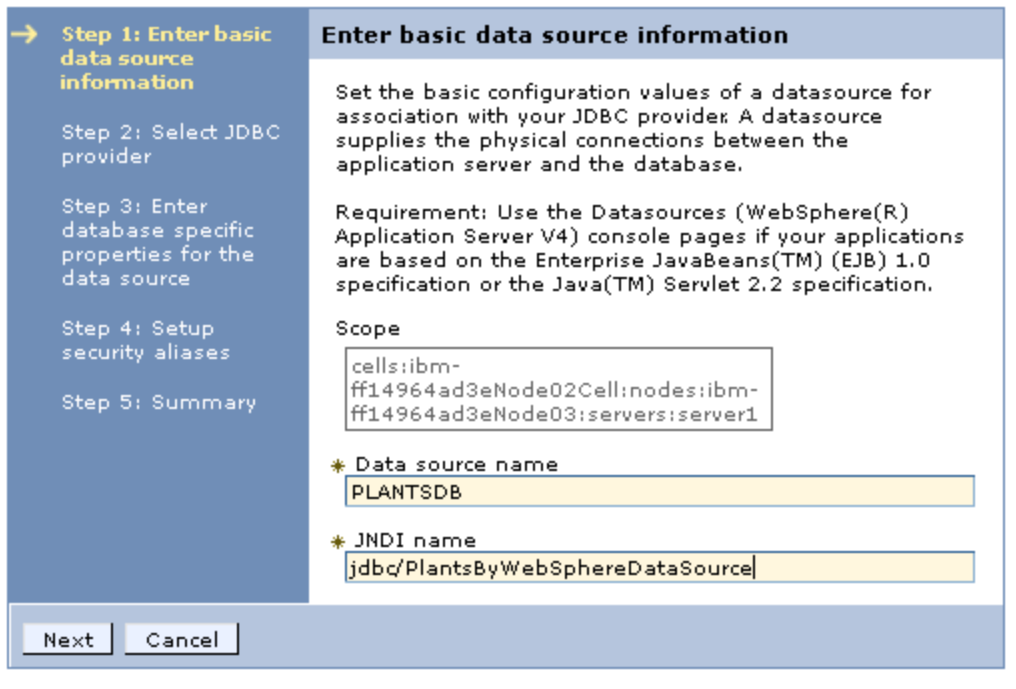 Step 1: Enter basic
data source
information
Step 2: Select JDBC
provider
Step 3: Enter
database specific
properties for the
data source
Step 4: Setup
security aliases
Step 5: Summary
Enter basic data source information
Set the basic configuration values of a datasource for
association with your JDBC provider. A datasource
supplies the physical connections between the
application server and the database.
Requirement: Use the Datasources (WebSphere(R)
Application Server V4) console pages if your applications
are based on the Enterprise JavaBeans(TM) (EJB) 1.0
specification or the Java(TM) Servlet 2.2 specification.
Scope
cells:ibm-
ff14964ad3eNode02Cell:nodes:ibm-
ff14964ad3eNode03:servers:server1
* Data source name
PLANTSDB
* JNDI name
jdbc/PlantsByWebSphereDataSource
Next Cancel